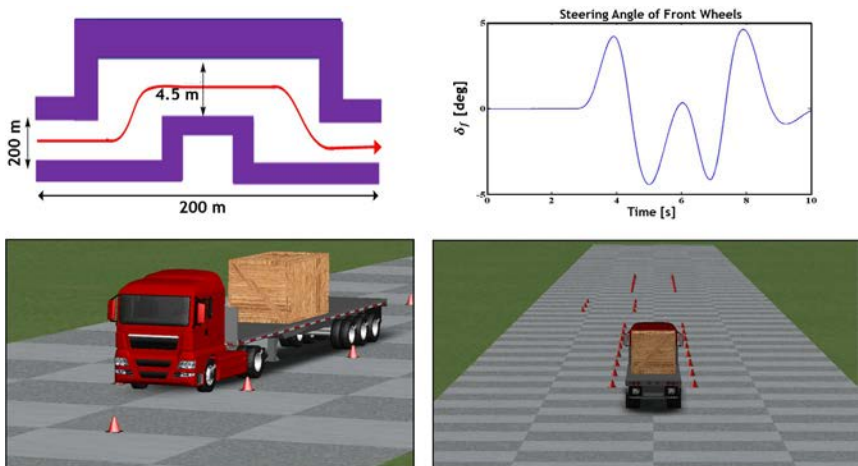 4.5 m
200 m
200 m
Steering Angle of Front Wheels
5
0
-5
δf [deg]
0 2 4 6 8 10
Time [s]